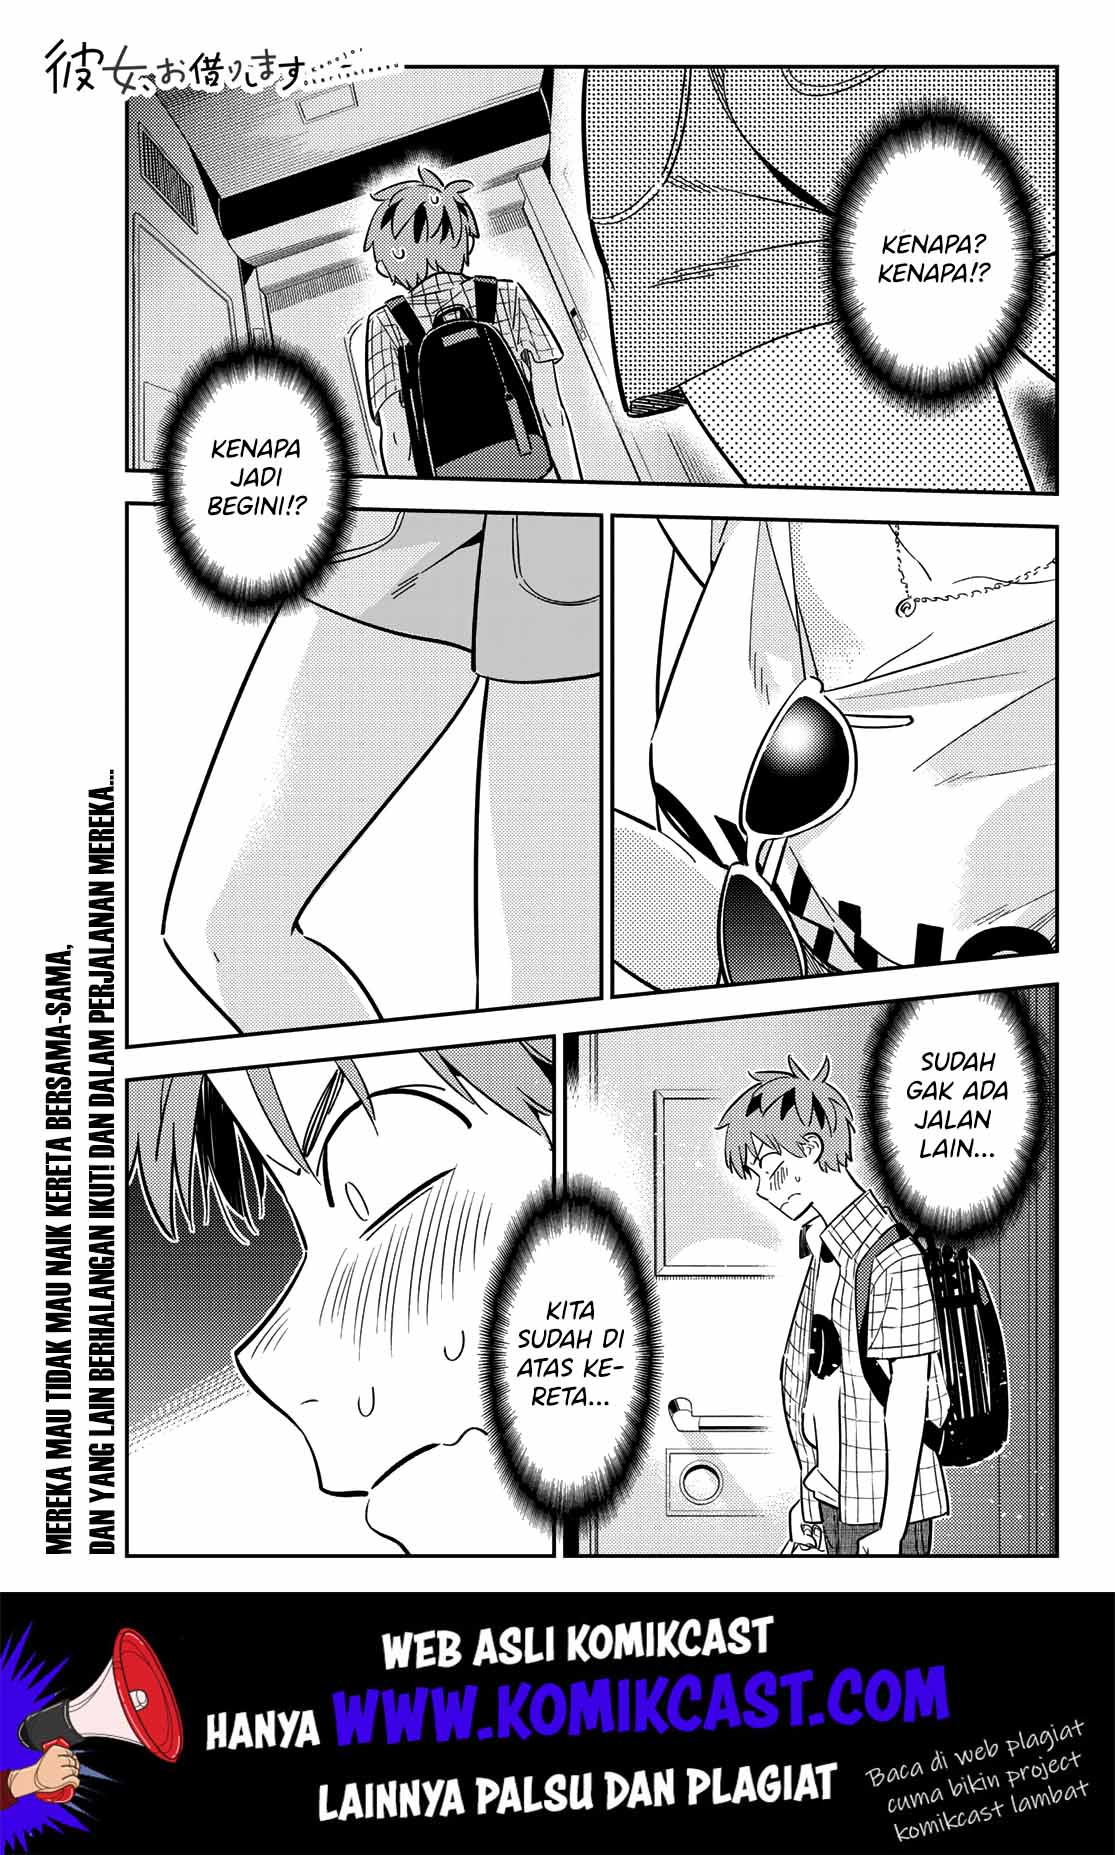 彼女、お借りします
KENAPA?
KENAPA!?
KENAPA
JADI
BEGINI!?
SUDAH
GAK ADA
JALAN
LAIN...
KITA
SUDAH DI
ATAS KE-
RETA...
MEREKA MAU TIDAK MAU NAIK KERETA BERSAMA-SAMA,
DAN YANG LAIN BERHALANGAN IKUT! DAN DALAM PERJALANAN MEREKA...
WEB ASLI KOMIKCAST
HANYA WWW.KOMIKCAST.COM
LAINNYA PALSU DAN PLAGIAT
Baca di web plagiat
cuma bikin project
komikcast lambat